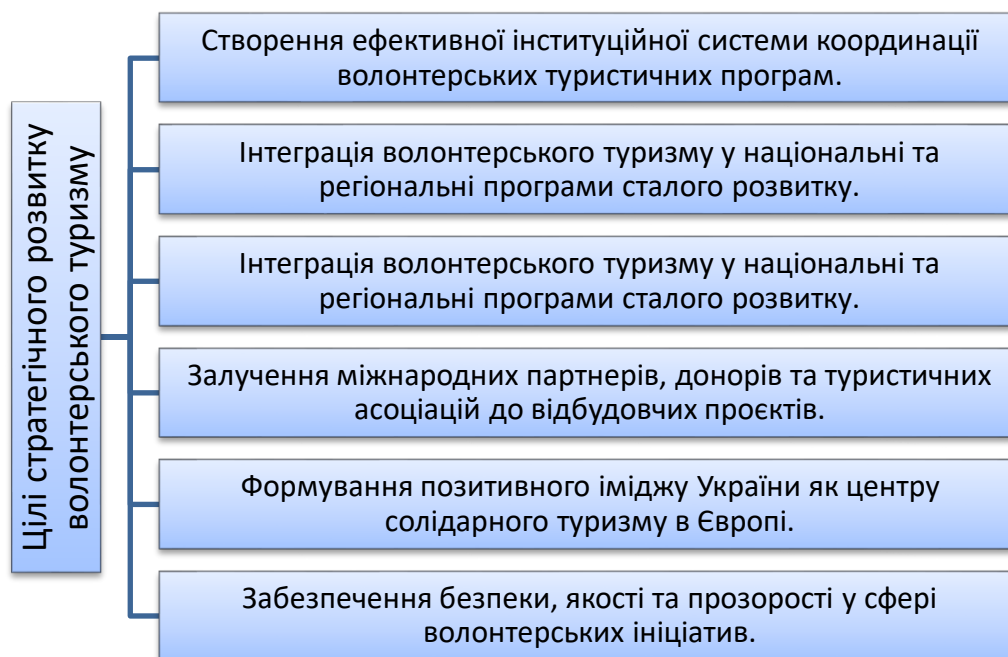 Цілі стратегічного розвитку
волонтерського туризму
Створення ефективної інституційної системи координації
волонтерських туристичних програм.
Інтеграція волонтерського туризму у національні та
регіональні програми сталого розвитку.
Інтеграція волонтерського туризму у національні та
регіональні програми сталого розвитку.
Залучення міжнародних партнерів, донорів та туристичних
асоціацій до відбудовчих проєктів.
Формування позитивного іміджу України як центру
солідарного туризму в Європі.
Забезпечення безпеки, якості та прозорості у сфері
волонтерських ініціатив.